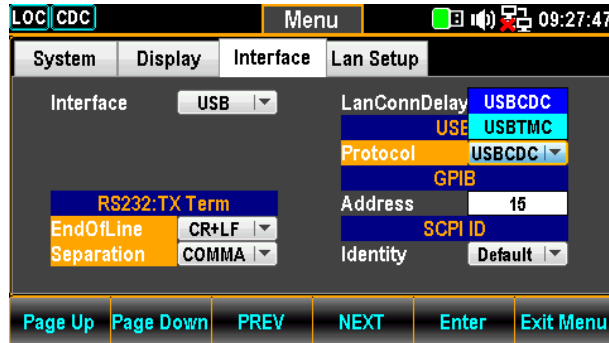 LOC CDC Menu 09:27:47
System Display Interface Lan Setup
Interface USB
LanConnDelay USBCDC
USB USBTMC
Protocol USBCDC
GPIB
RS232:TX Term
Address 15
EndOfLine CR+LF
SCPI ID
Separation COMMA
Identity Default
Page Up Page Down PREV NEXT Enter Exit Menu